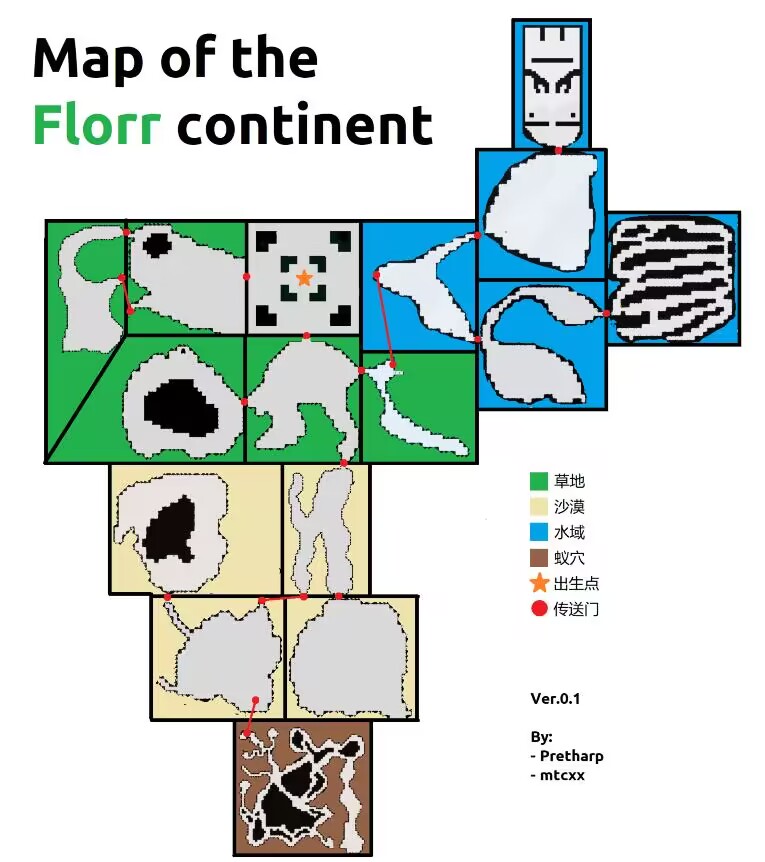 Map of the
Florr continent
草地
沙漠
水域
蚁穴
出生点
传送门
Ver.0.1
By:
- Pretharp
- mtcxx